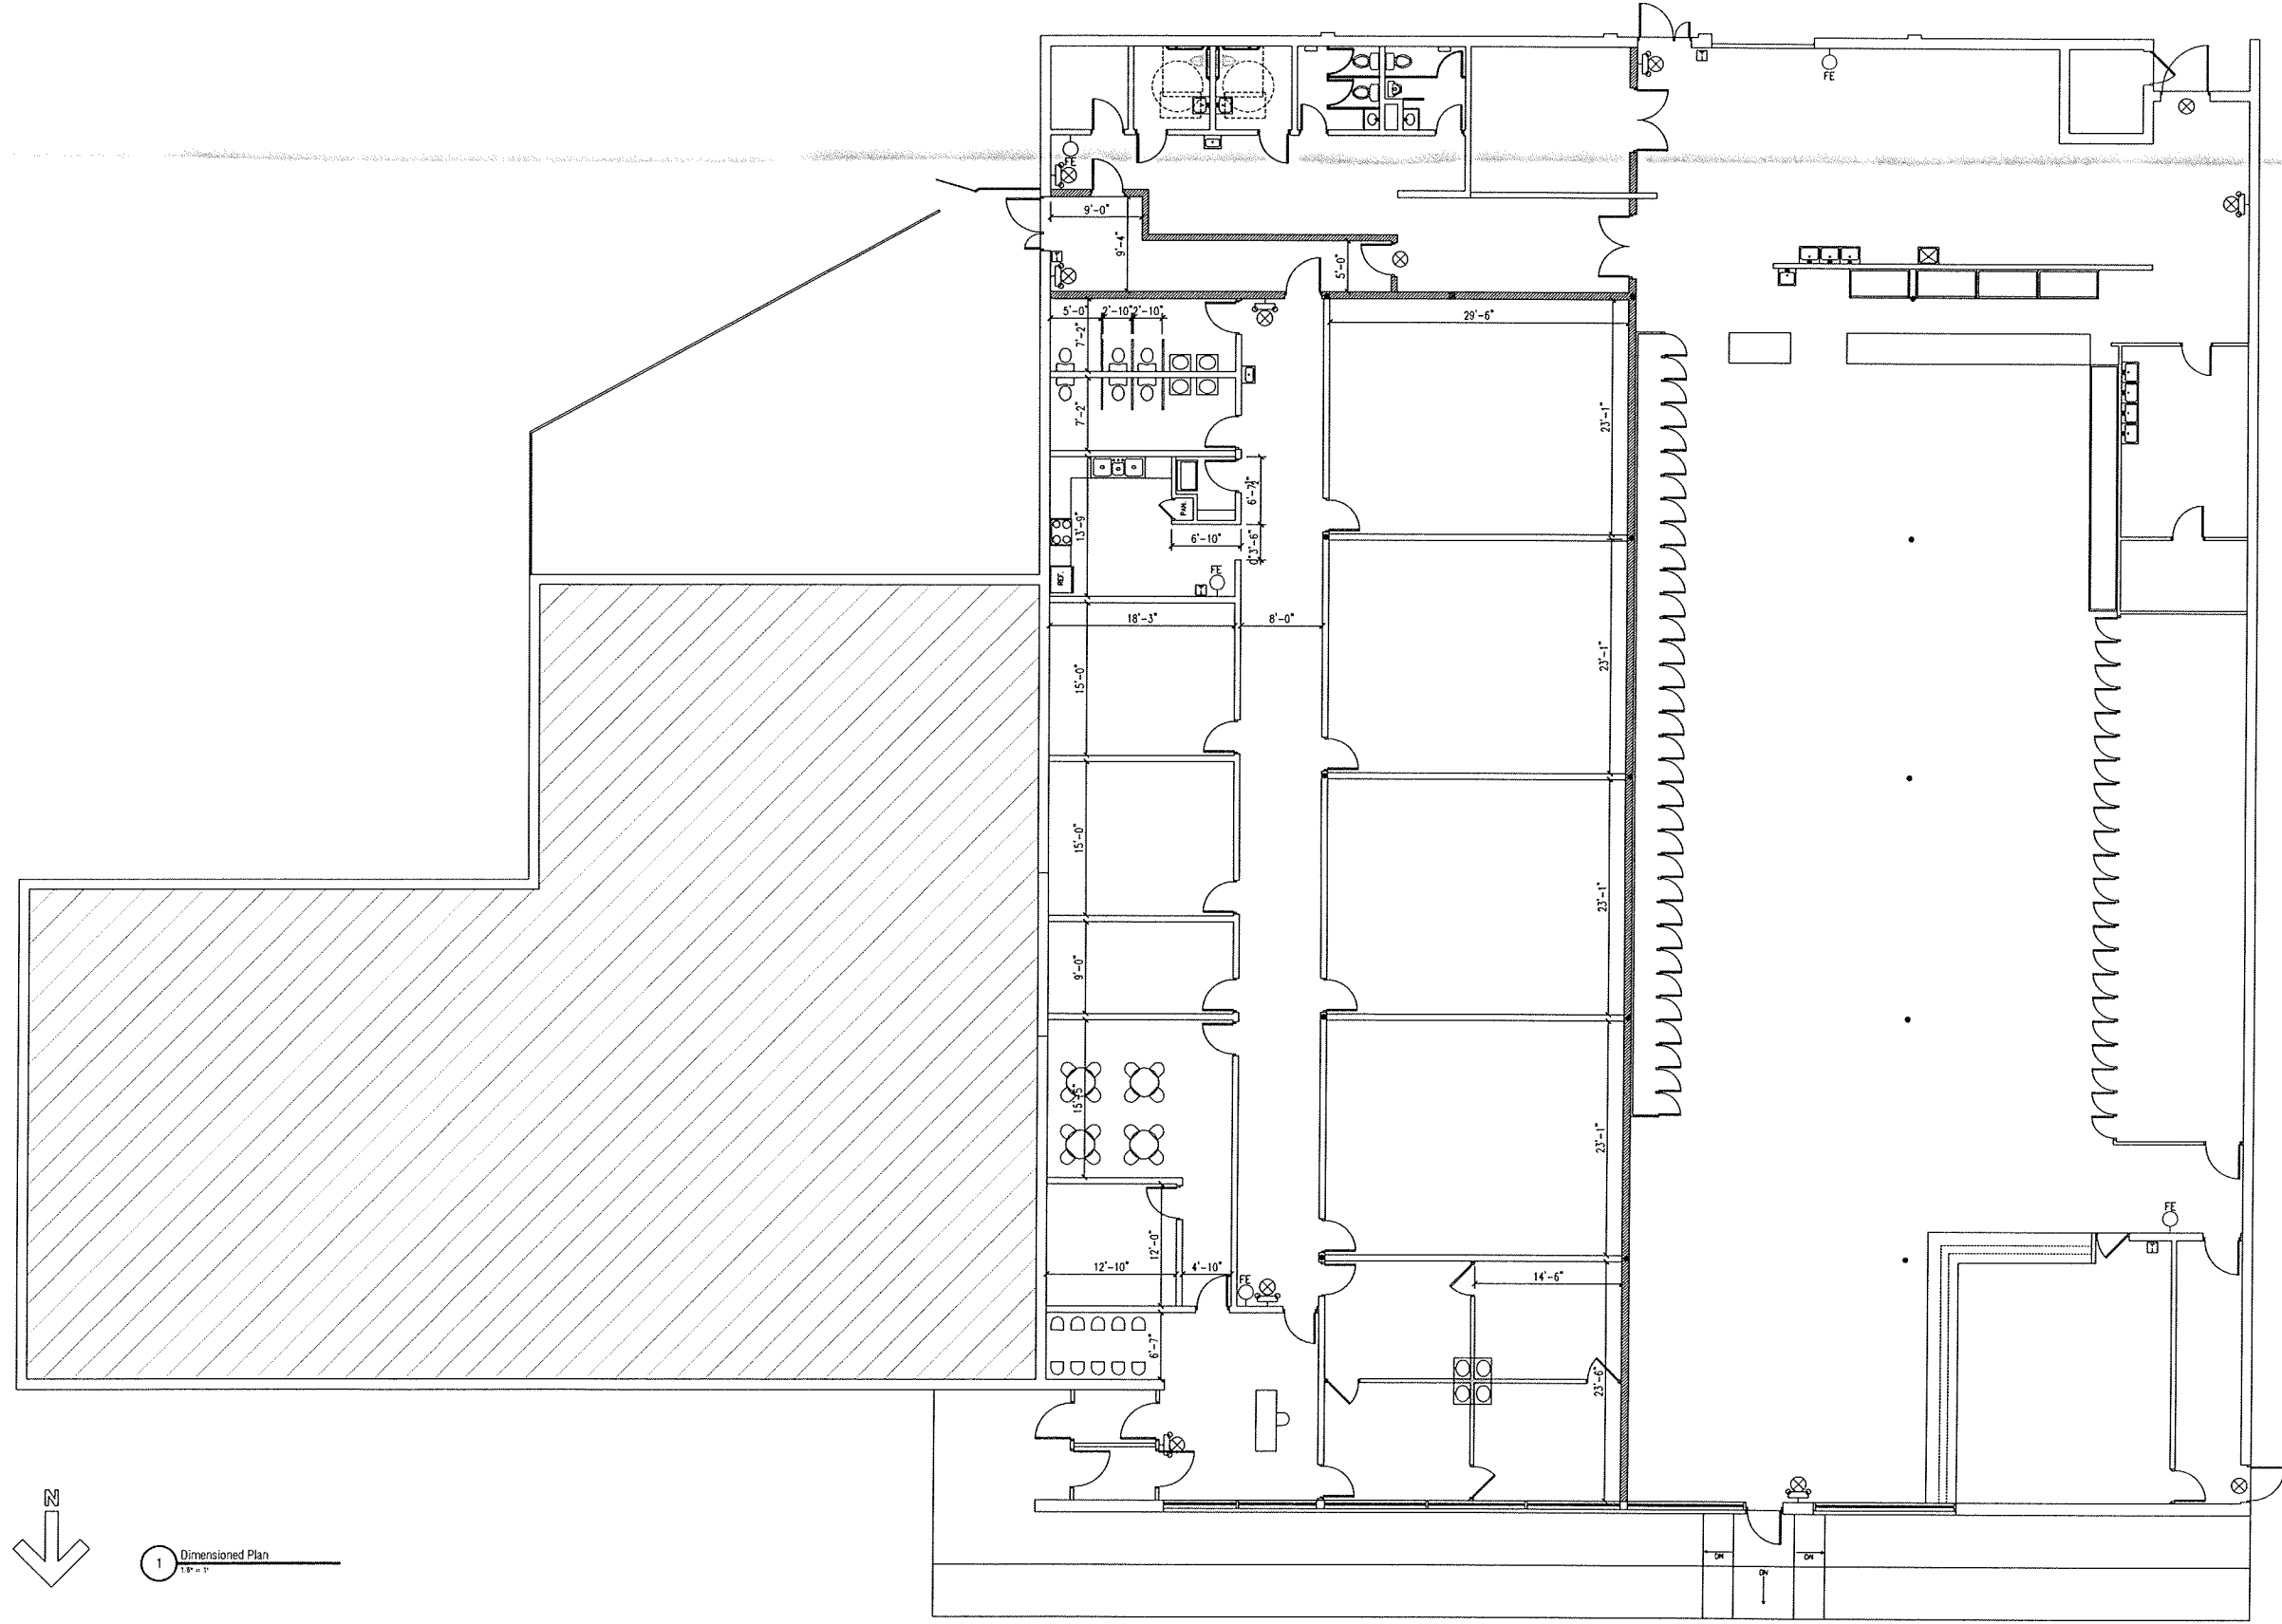 FE
FE
9'-0"
9'-4"
5'-0"
5'-0"
2'-10"
2'-10"
29'-6"
7'-2"
7'-2"
23'-1"
6'-7½"
PAN.
13'-9"
6'-10"
3'-6"
REF.
FE
18'-3"
8'-0"
15'-0"
23'-1"
15'-0"
23'-1"
9'-0"
23'-1"
FE
12'-0"
12'-10"
4'-10"
FE
14'-6"
6'-7"
23'-6"
N
1
Dimensioned Plan
1/8" = 1'
DN
DN
DN